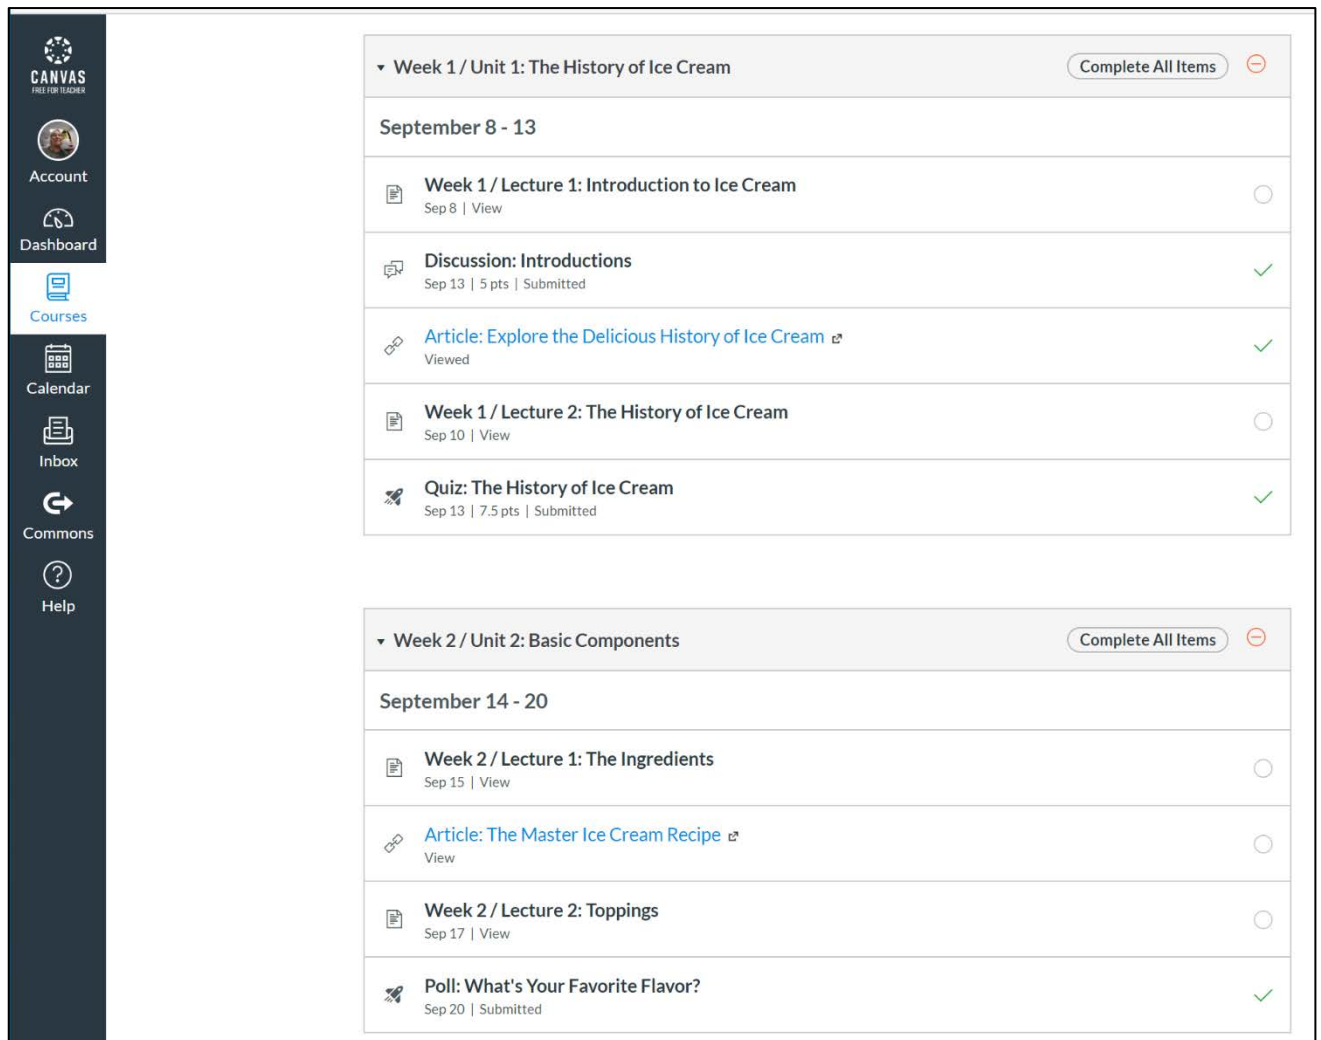 CANVAS
FREE FOR TEACHER
Account
Dashboard
Courses
Calendar
Inbox
Commons
Help
Week 1 / Unit 1: The History of Ice Cream
Complete All Items
September 8 - 13
Week 1 / Lecture 1: Introduction to Ice Cream
Sep 8 | View
Discussion: Introductions
Sep 13 | 5 pts | Submitted
Article: Explore the Delicious History of Ice Cream
Viewed
Week 1 / Lecture 2: The History of Ice Cream
Sep 10 | View
Quiz: The History of Ice Cream
Sep 13 | 7.5 pts | Submitted
Week 2 / Unit 2: Basic Components
Complete All Items
September 14 - 20
Week 2 / Lecture 1: The Ingredients
Sep 15 | View
Article: The Master Ice Cream Recipe
View
Week 2 / Lecture 2: Toppings
Sep 17 | View
Poll: What's Your Favorite Flavor?
Sep 20 | Submitted